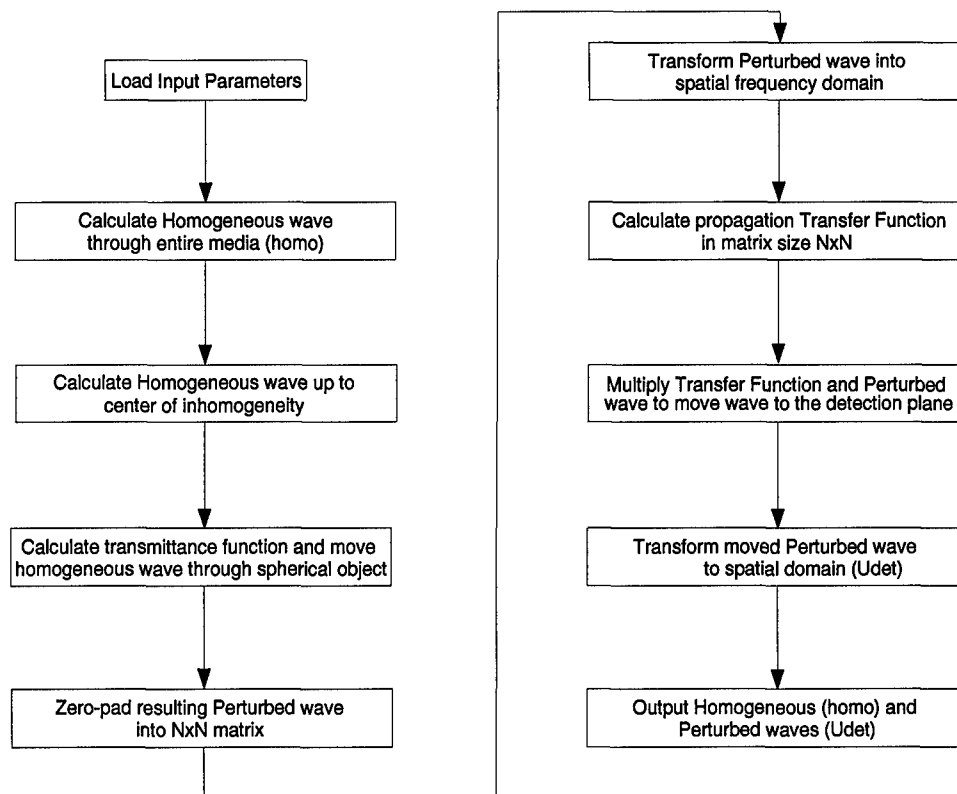 Load Input Parameters
Calculate Homogeneous wave
through entire media (homo)
Calculate Homogeneous wave up to
center of inhomogeneity
Calculate transmittance function and move
homogeneous wave through spherical object
Zero-pad resulting Perturbed wave
into NxN matrix
Transform Perturbed wave into
spatial frequency domain
Calculate propagation Transfer Function
in matrix size NxN
Multiply Transfer Function and Perturbed
wave to move wave to the detection plane
Transform moved Perturbed wave
to spatial domain (Udet)
Output Homogeneous (homo) and
Perturbed waves (Udet)